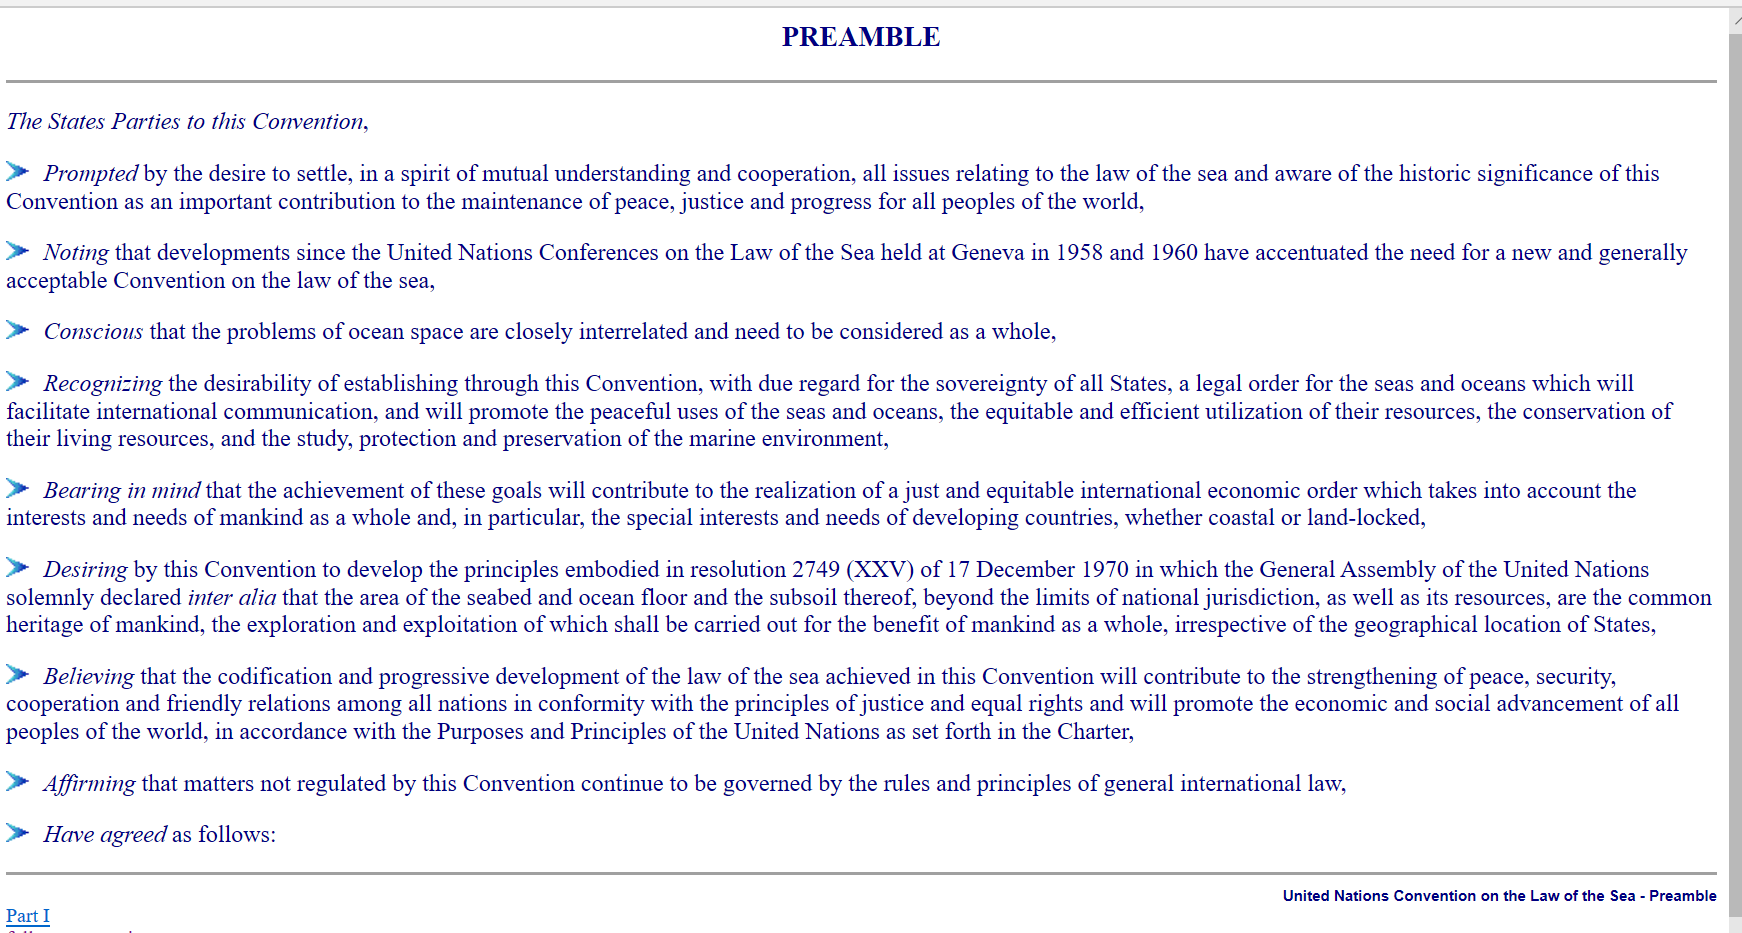 PREAMBLE
The States Parties to this Convention,
Prompted by the desire to settle, in a spirit of mutual understanding and cooperation, all issues relating to the law of the sea and aware of the historic significance of this
Convention as an important contribution to the maintenance of peace, justice and progress for all peoples of the world,
Noting that developments since the United Nations Conferences on the Law of the Sea held at Geneva in 1958 and 1960 have accentuated the need for a new and generally
acceptable Convention on the law of the sea,
Conscious that the problems of ocean space are closely interrelated and need to be considered as a whole,
Recognizing the desirability of establishing through this Convention, with due regard for the sovereignty of all States, a legal order for the seas and oceans which will
facilitate international communication, and will promote the peaceful uses of the seas and oceans, the equitable and efficient utilization of their resources, the conservation of
their living resources, and the study, protection and preservation of the marine environment,
Bearing in mind that the achievement of these goals will contribute to the realization of a just and equitable international economic order which takes into account the
interests and needs of mankind as a whole and, in particular, the special interests and needs of developing countries, whether coastal or land-locked,
Desiring by this Convention to develop the principles embodied in resolution 2749 (XXV) of 17 December 1970 in which the General Assembly of the United Nations
solemnly declared inter alia that the area of the seabed and ocean floor and the subsoil thereof, beyond the limits of national jurisdiction, as well as its resources, are the common
heritage of mankind, the exploration and exploitation of which shall be carried out for the benefit of mankind as a whole, irrespective of the geographical location of States,
Believing that the codification and progressive development of the law of the sea achieved in this Convention will contribute to the strengthening of peace, security,
cooperation and friendly relations among all nations in conformity with the principles of justice and equal rights and will promote the economic and social advancement of all
peoples of the world, in accordance with the Purposes and Principles of the United Nations as set forth in the Charter,
Affirming that matters not regulated by this Convention continue to be governed by the rules and principles of general international law,
Have agreed as follows:
United Nations Convention on the Law of the Sea - Preamble
Part I